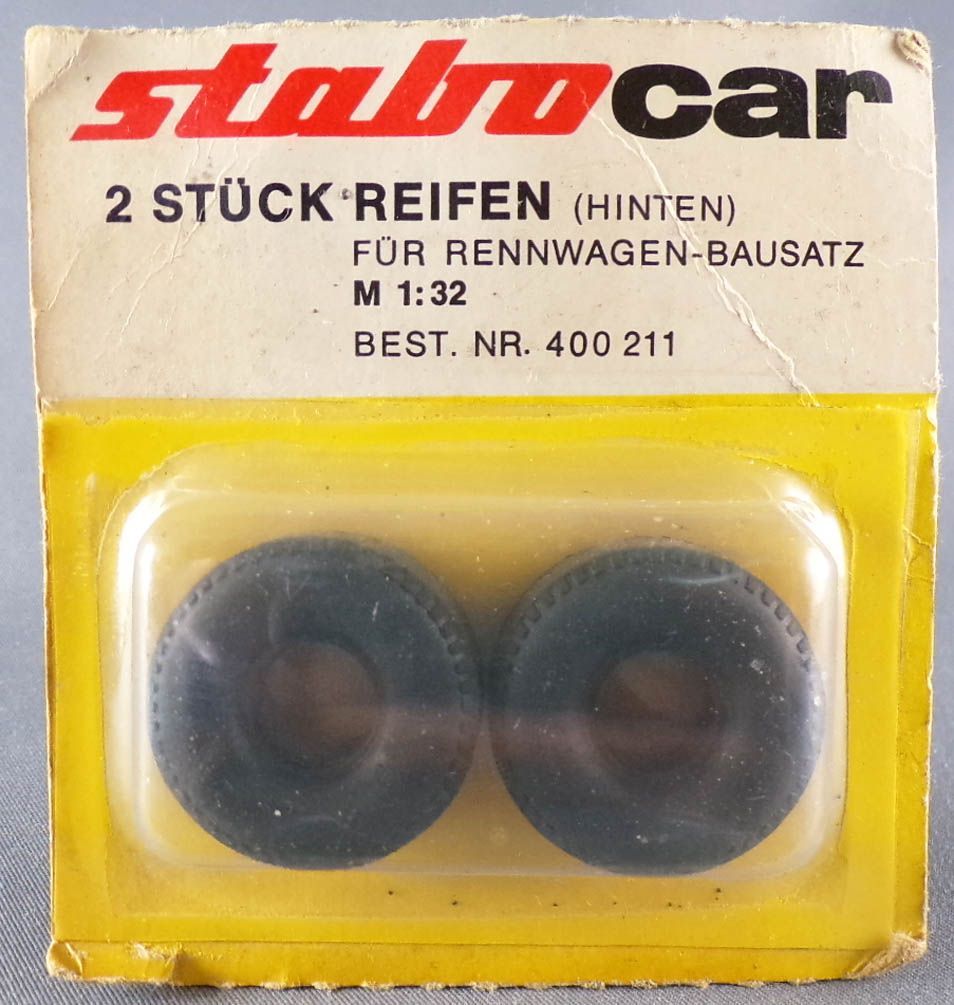 stabocar
2 STÜCK REIFEN (HINTEN)
FÜR RENNWAGEN-BAUSATZ
M 1:32
BEST. NR. 400 211